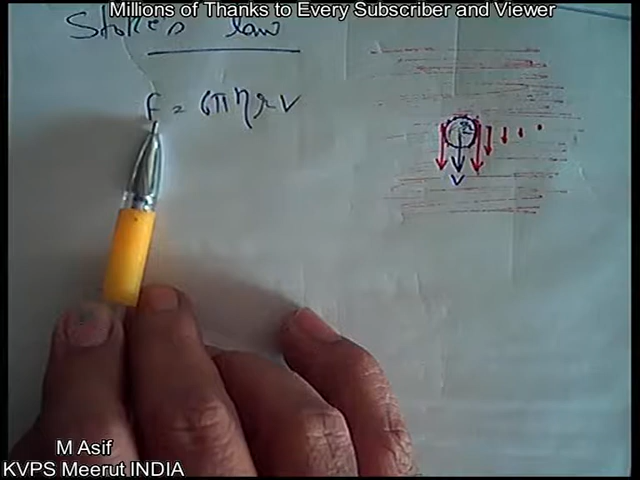 Millions of Thanks to Every Subscriber and Viewer
Stokes law
F = 6πηrv
r
v
M Asif
KVPS Meerut INDIA